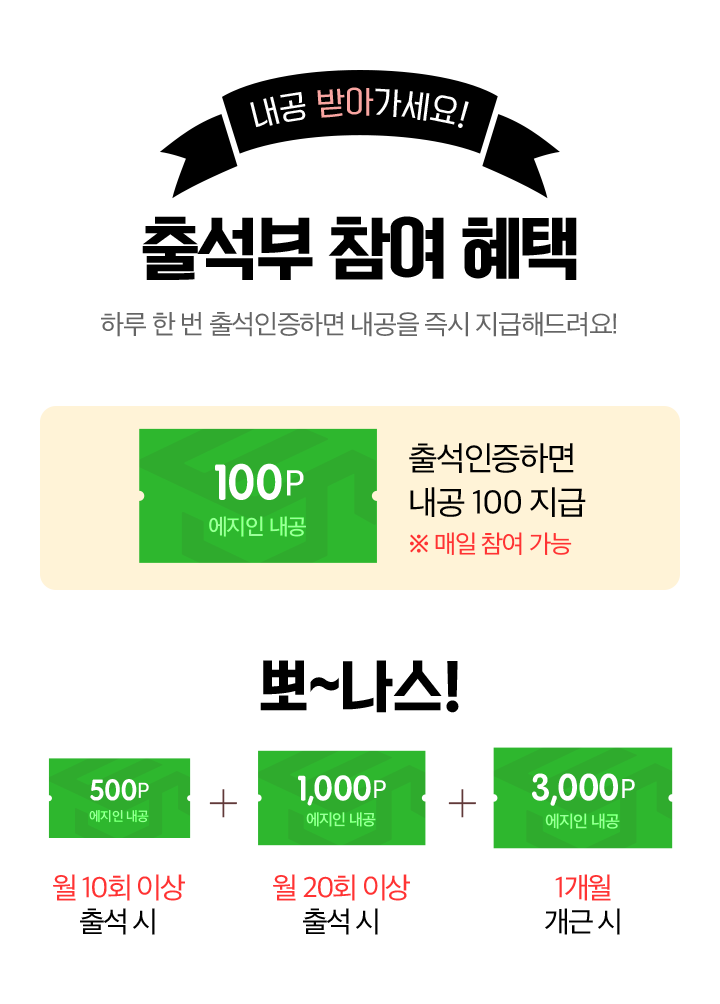 내공 받아가세요!
출석부 참여 혜택
하루 한 번 출석인증하면 내공을 즉시 지급해드려요!
100P
에지인 내공
출석인증하면
내공 100 지급
※ 매일 참여 가능
뽀~나스!
500P
에지인 내공
+
1,000P
에지인 내공
+
3,000P
에지인 내공
월 10회 이상
출석 시
월 20회 이상
출석 시
1개월
개근 시